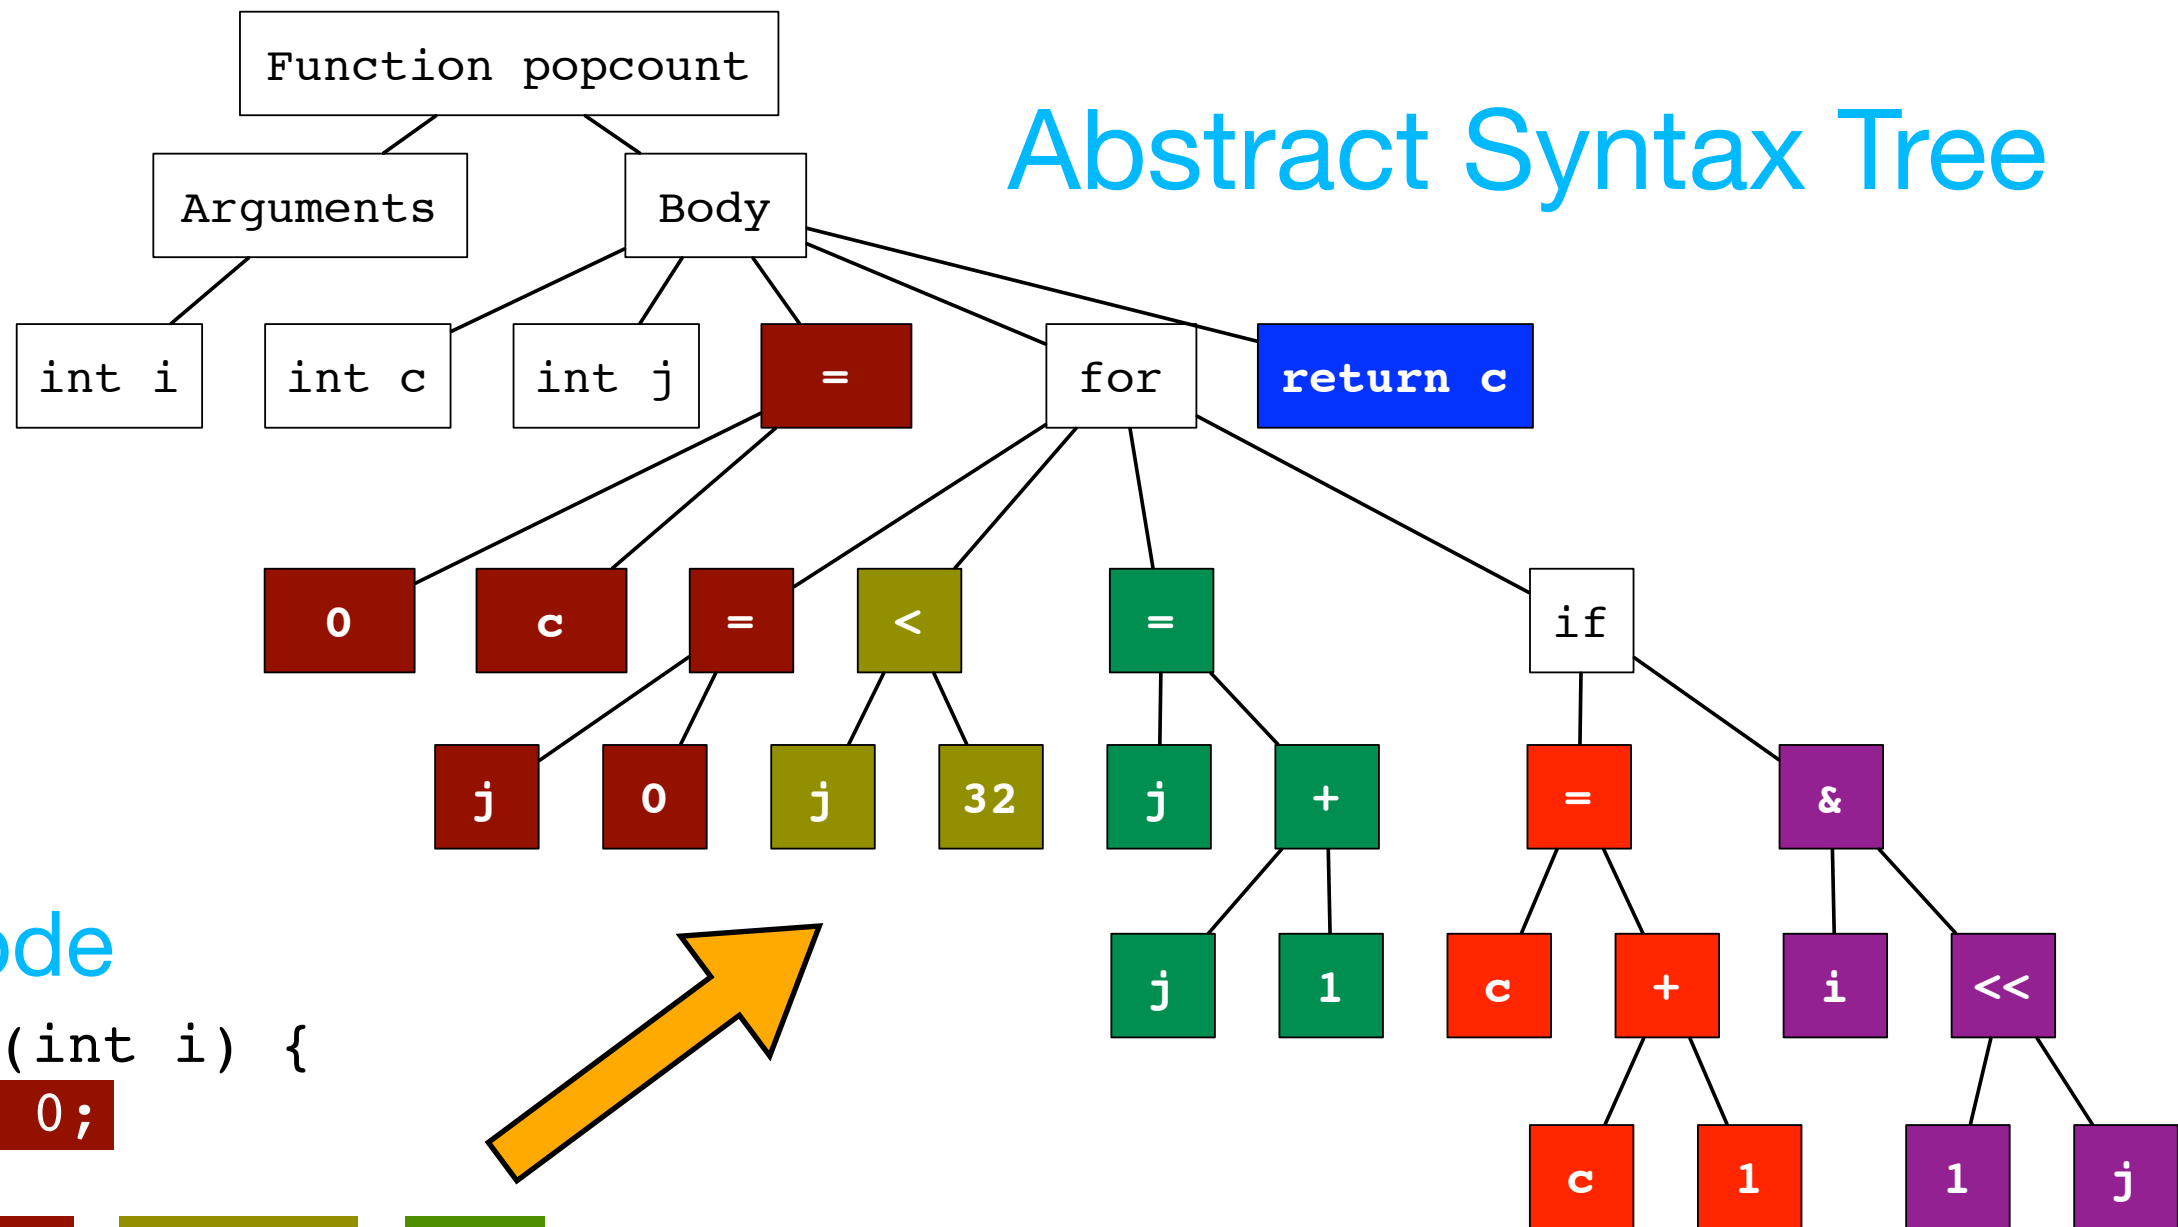 Function popcount
Abstract Syntax Tree
Arguments
Body
int i
int c
int j
=
for
return c
0
c
=
<
=
if
j
0
j
32
j
+
=
&
j
1
c
+
i
<<
c
1
1
j
ode
(int i) {
0;